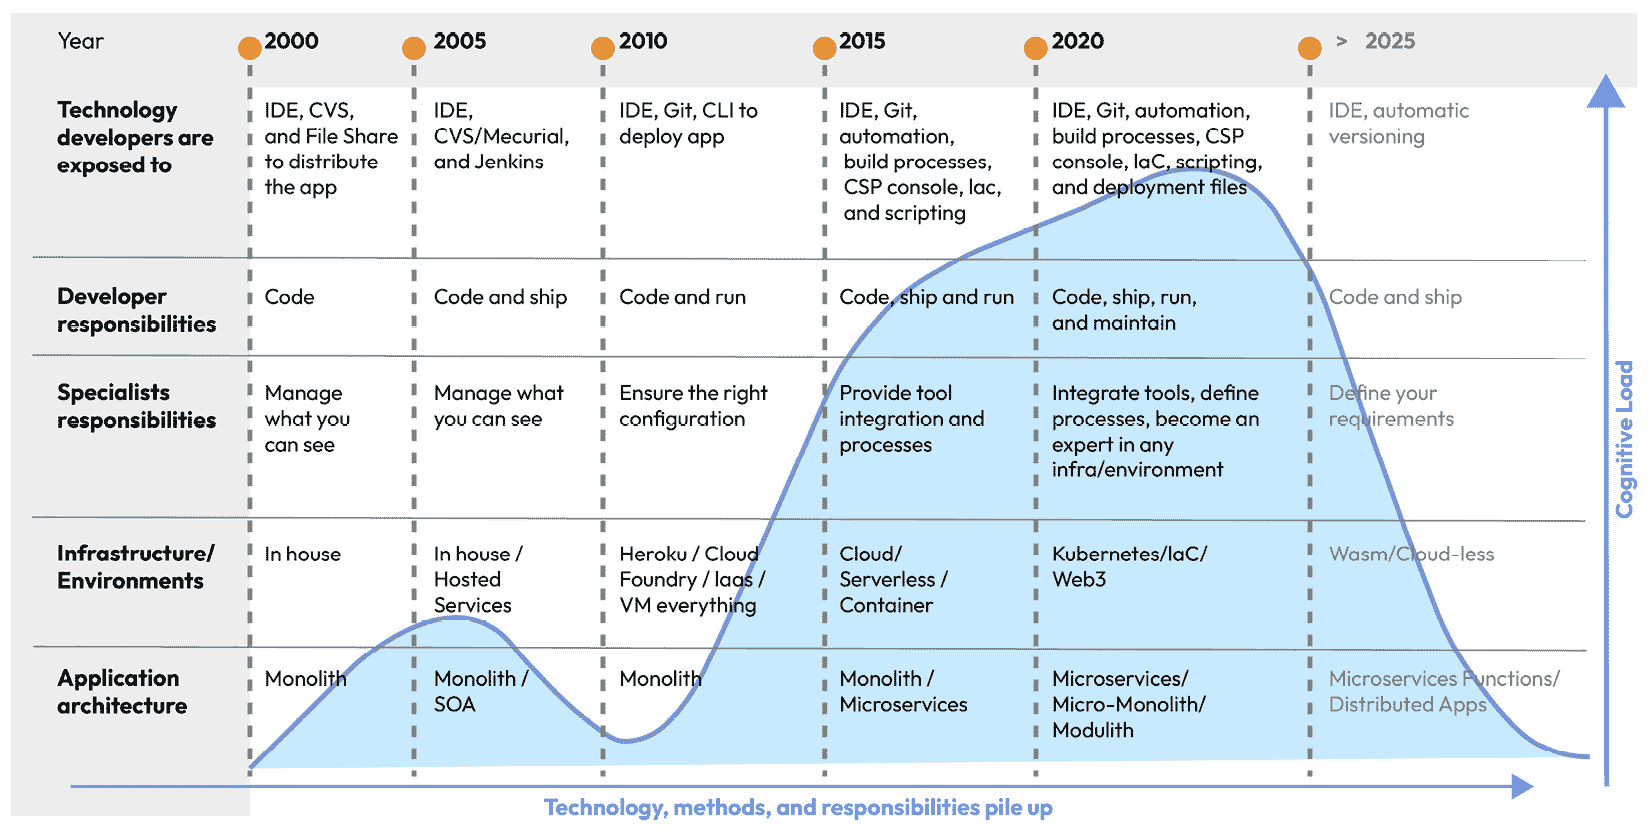 Year
2000
2005
2010
2015
2020
> 2025
Technology
developers are
exposed to
IDE, CVS,
and File Share
to distribute
the app
IDE,
CVS/Mecurial,
and Jenkins
IDE, Git, CLI to
deploy app
IDE, Git,
automation,
build processes,
CSP console, Iac,
and scripting
IDE, Git, automation,
build processes, CSP
console, IaC, scripting,
and deployment files
IDE, automatic
versioning
Developer
responsibilities
Code
Code and ship
Code and run
Code, ship and run
Code, ship, run,
and maintain
Code and ship
Specialists
responsibilities
Manage
what you
can see
Manage what
you can see
Ensure the right
configuration
Provide tool
integration and
processes
Integrate tools, define
processes, become an
expert in any
infra/environment
Define your
requirements
Infrastructure/
Environments
In house
In house /
Hosted
Services
Heroku / Cloud
Foundry / Iaas /
VM everything
Cloud/
Serverless /
Container
Kubernetes/IaC/
Web3
Wasm/Cloud-less
Application
architecture
Monolith
Monolith /
SOA
Monolith
Monolith /
Microservices
Microservices/
Micro-Monolith/
Modulith
Microservices Functions/
Distributed Apps
Cognitive Load
Technology, methods, and responsibilities pile up